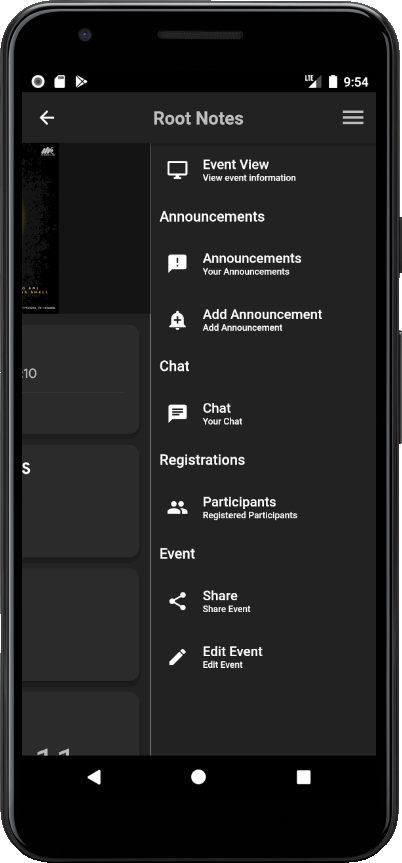 LTE 9:54
Root Notes
Event View
View event information
Announcements
Announcements
Your Announcements
Add Announcement
Add Announcement
Chat
Chat
Your Chat
:10
Registrations
S
Participants
Registered Participants
Event
Share
Share Event
Edit Event
Edit Event
11